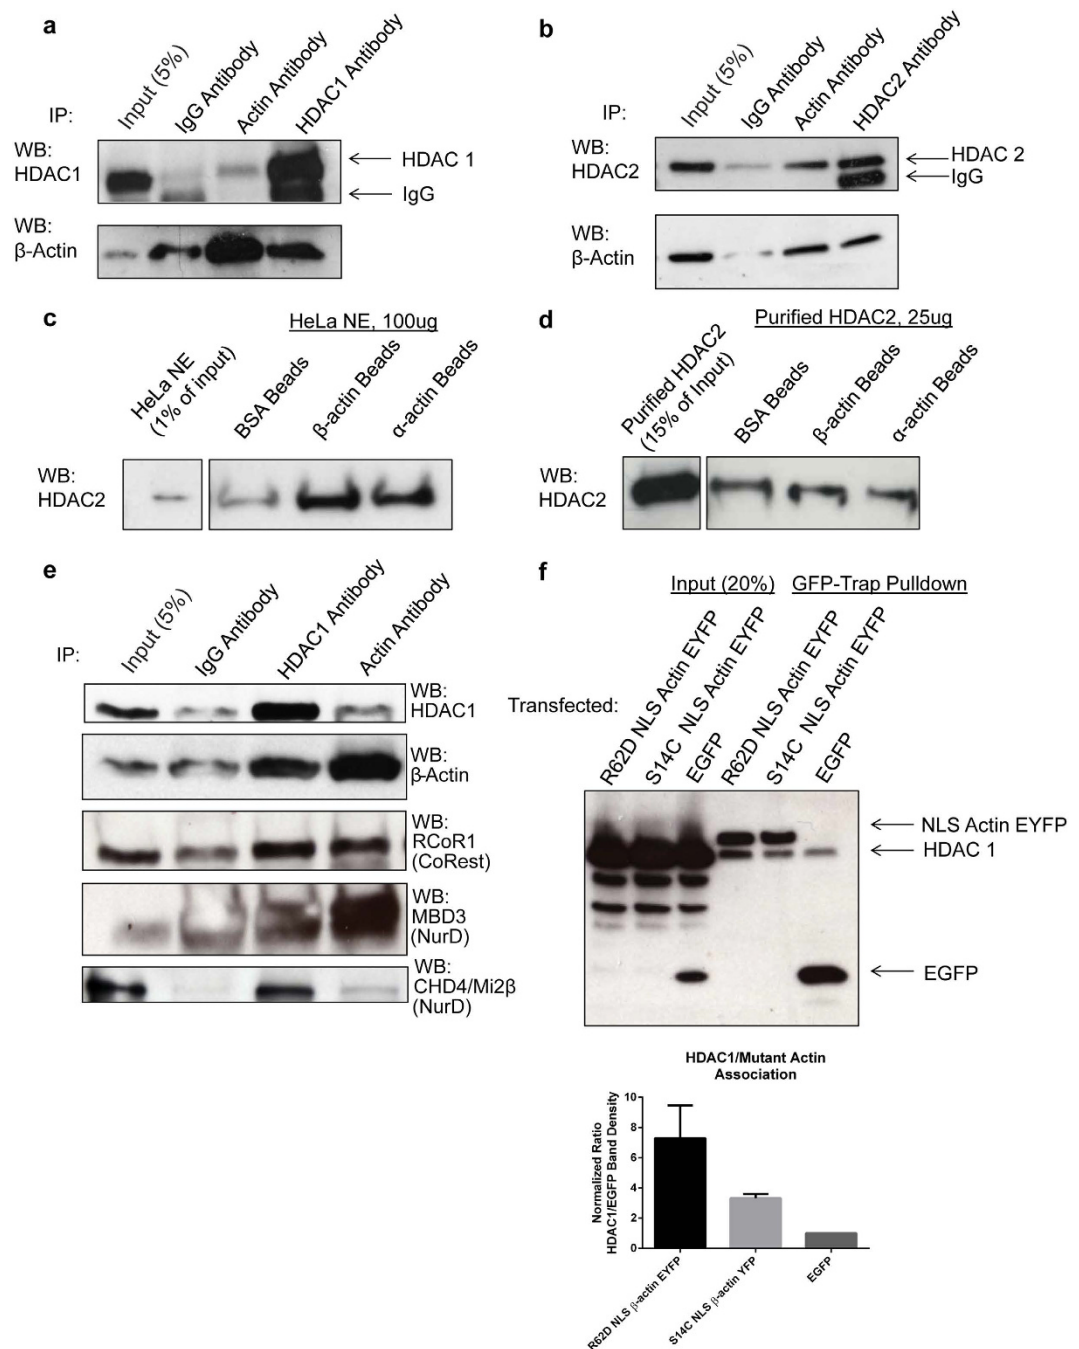 a
Input (5%)
IgG Antibody
Actin Antibody
HDAC1 Antibody
IP:
WB:
HDAC1
HDAC 1
IgG
WB:
β-Actin
b
Input (5%)
IgG Antibody
Actin Antibody
HDAC2 Antibody
IP:
WB:
HDAC2
HDAC 2
IgG
WB:
β-Actin
c
HeLa NE, 100ug
HeLa NE
(1% of input)
BSA Beads
β-actin Beads
α-actin Beads
WB:
HDAC2
d
Purified HDAC2, 25ug
Purified HDAC2
(15% of Input)
BSA Beads
β-actin Beads
α-actin Beads
WB:
HDAC2
e
Input (5%)
IgG Antibody
HDAC1 Antibody
Actin Antibody
IP:
WB:
HDAC1
WB:
β-Actin
WB:
RCoR1
(CoRest)
WB:
MBD3
(NurD)
WB:
CHD4/Mi2β
(NurD)
f
Input (20%)
GFP-Trap Pulldown
Transfected:
R62D NLS Actin EYFP
S14C NLS Actin EYFP
EGFP
R62D NLS Actin EYFP
S14C NLS Actin EYFP
EGFP
NLS Actin EYFP
HDAC 1
EGFP
HDAC1/Mutant Actin
Association
Normalized Ratio
HDAC1/EGFP Band Density
10
8
6
4
2
0
R62D NLS β-actin EYFP
S14C NLS β-actin YFP
EGFP